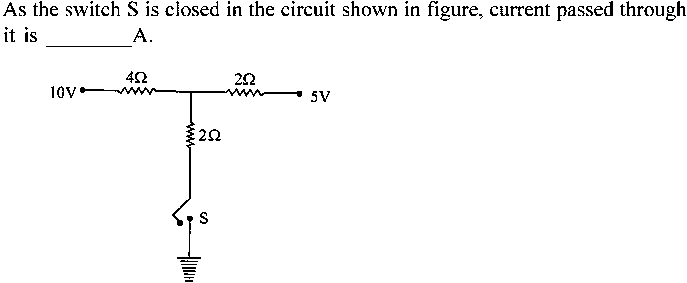 As the switch S is closed in the circuit shown in figure, current passed through
it is ________A.
4Ω 2Ω
10V 5V
2Ω
S